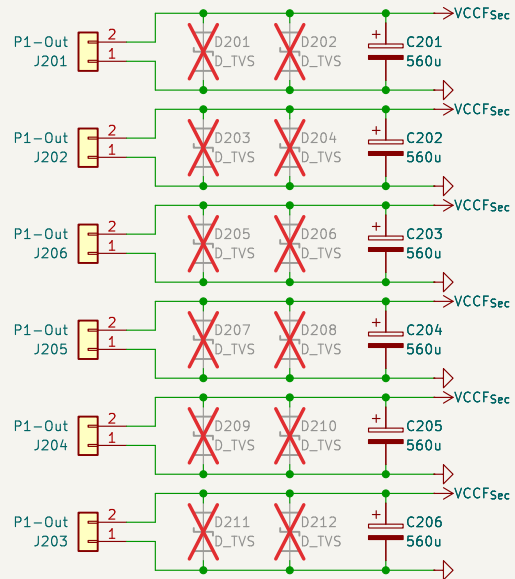 VCCFSec
P1-Out 2 D201 D202 + C201
J201 1 D_TVS D_TVS 560u
VCCFSec
P1-Out 2 D203 D204 + C202
J202 1 D_TVS D_TVS 560u
VCCFSec
P1-Out 2 D205 D206 + C203
J206 1 D_TVS D_TVS 560u
VCCFSec
P1-Out 2 D207 D208 + C204
J205 1 D_TVS D_TVS 560u
VCCFSec
P1-Out 2 D209 D210 + C205
J204 1 D_TVS D_TVS 560u
VCCFSec
P1-Out 2 D211 D212 + C206
J203 1 D_TVS D_TVS 560u